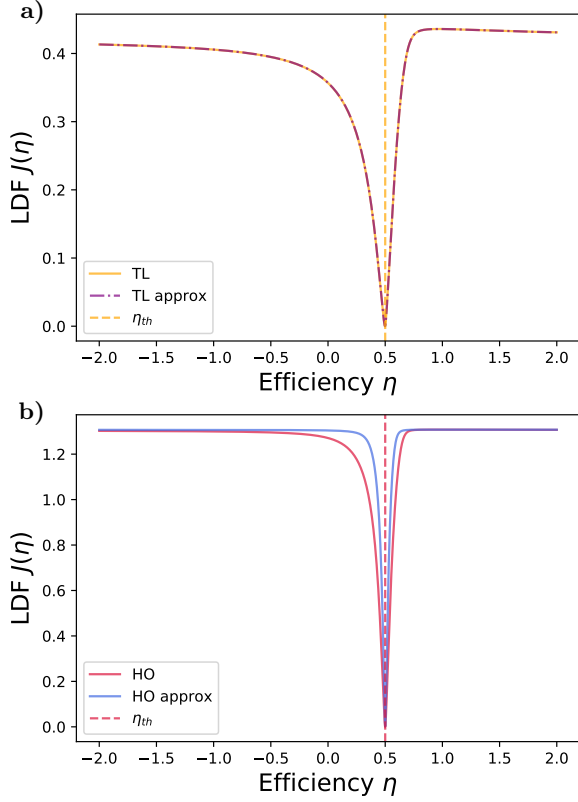 a)
LDF J(η)
0.4
0.3
0.2
0.1
0.0
TL
TL approx
η_th
−2.0 −1.5 −1.0 −0.5 0.0 0.5 1.0 1.5 2.0
Efficiency η
b)
LDF J(η)
1.2
1.0
0.8
0.6
0.4
0.2
0.0
HO
HO approx
η_th
−2.0 −1.5 −1.0 −0.5 0.0 0.5 1.0 1.5 2.0
Efficiency η